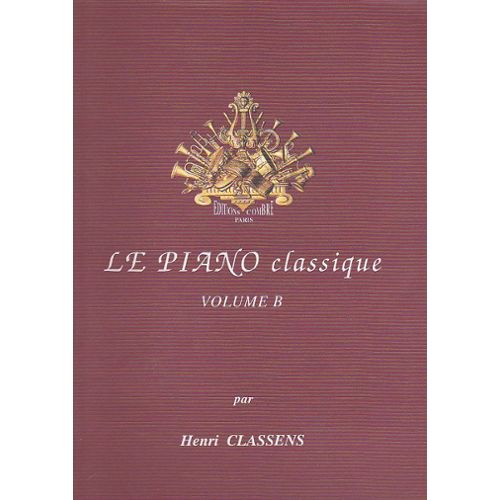 EDITIONS COMBRE
PARIS
LE PIANO classique
VOLUME B
par
Henri CLASSENS